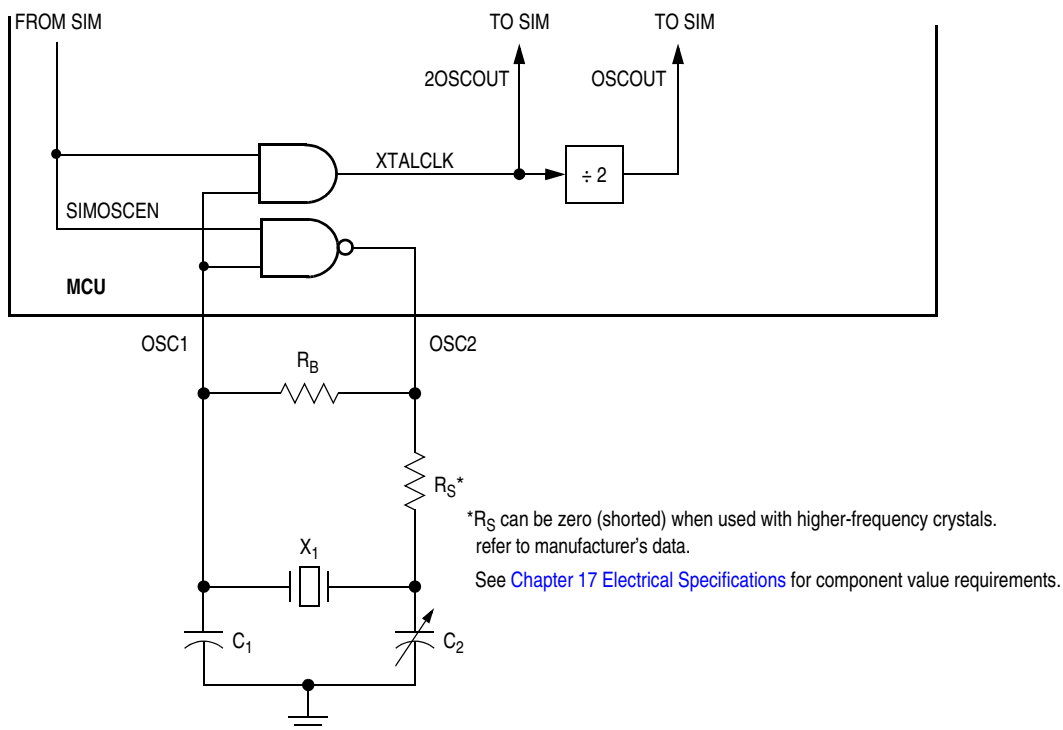 FROM SIM
TO SIM
TO SIM
2OSCOUT
OSCOUT
XTALCLK
÷ 2
SIMOSCEN
MCU
OSC1
OSC2
RB
RS*
*RS can be zero (shorted) when used with higher-frequency crystals.
refer to manufacturer's data.
See Chapter 17 Electrical Specifications for component value requirements.
X1
C1
C2